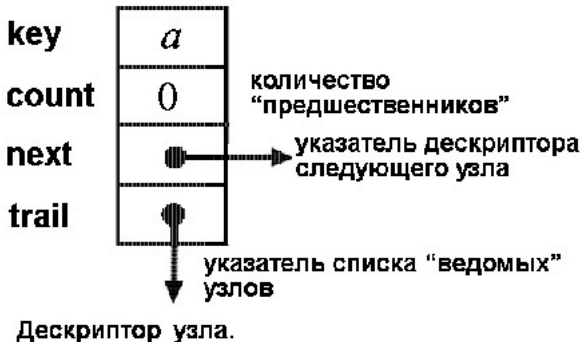 key a
count 0
количество
“предшественников”
next
указатель дескриптора
следующего узла
trail
указатель списка “ведомых”
узлов
Дескриптор узла.